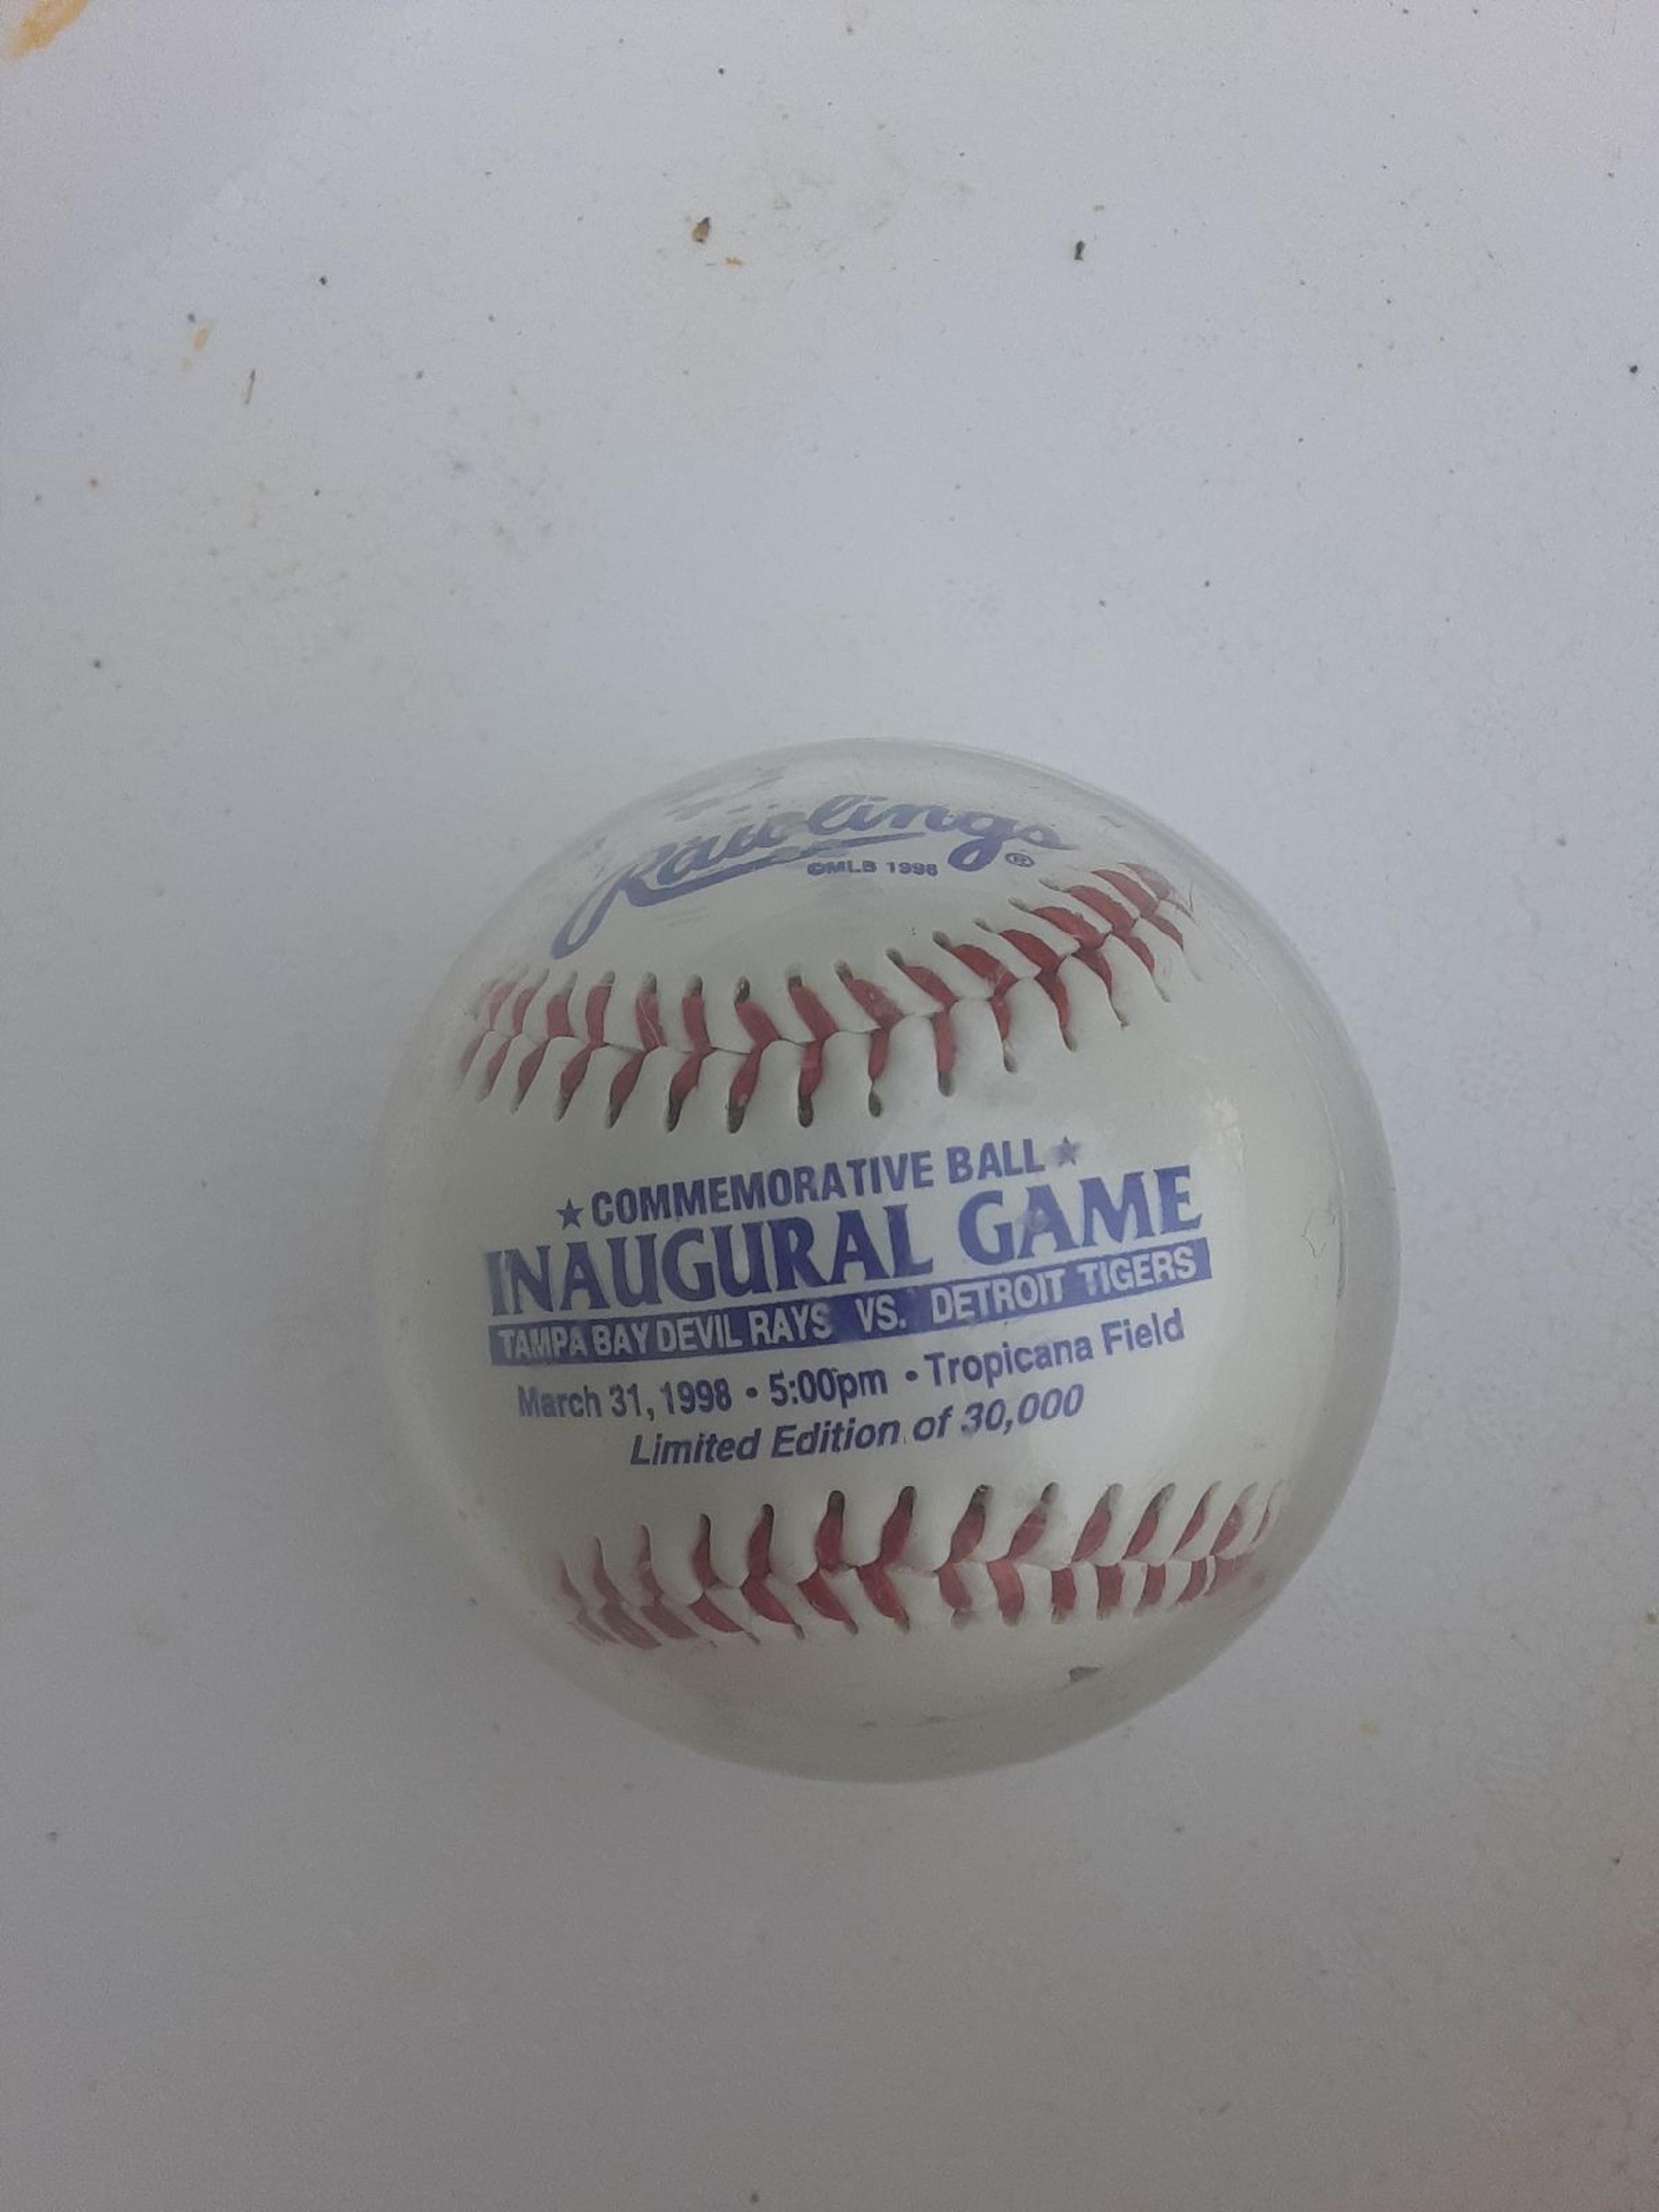 Rawlings®
©MLB 1998
★COMMEMORATIVE BALL★
INAUGURAL GAME
TAMPA BAY DEVIL RAYS VS. DETROIT TIGERS
March 31, 1998 • 5:00pm • Tropicana Field
Limited Edition of 30,000